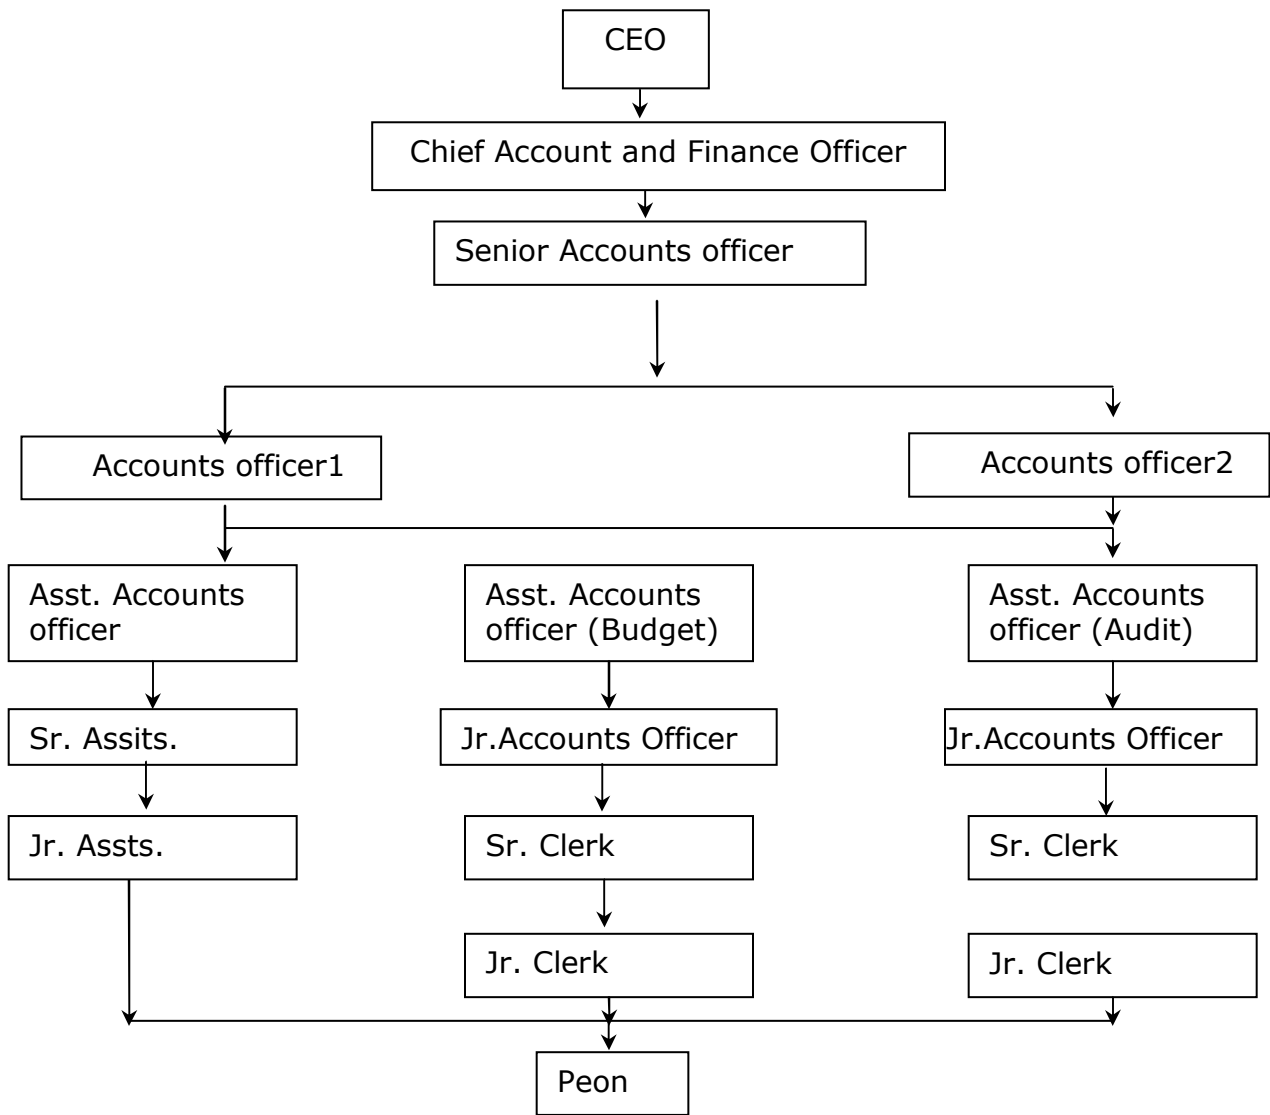 CEO
Chief Account and Finance Officer
Senior Accounts officer
Accounts officer1
Accounts officer2
Asst. Accounts
officer
Asst. Accounts
officer (Budget)
Asst. Accounts
officer (Audit)
Sr. Assits.
Jr.Accounts Officer
Jr.Accounts Officer
Jr. Assts.
Sr. Clerk
Sr. Clerk
Jr. Clerk
Jr. Clerk
Peon